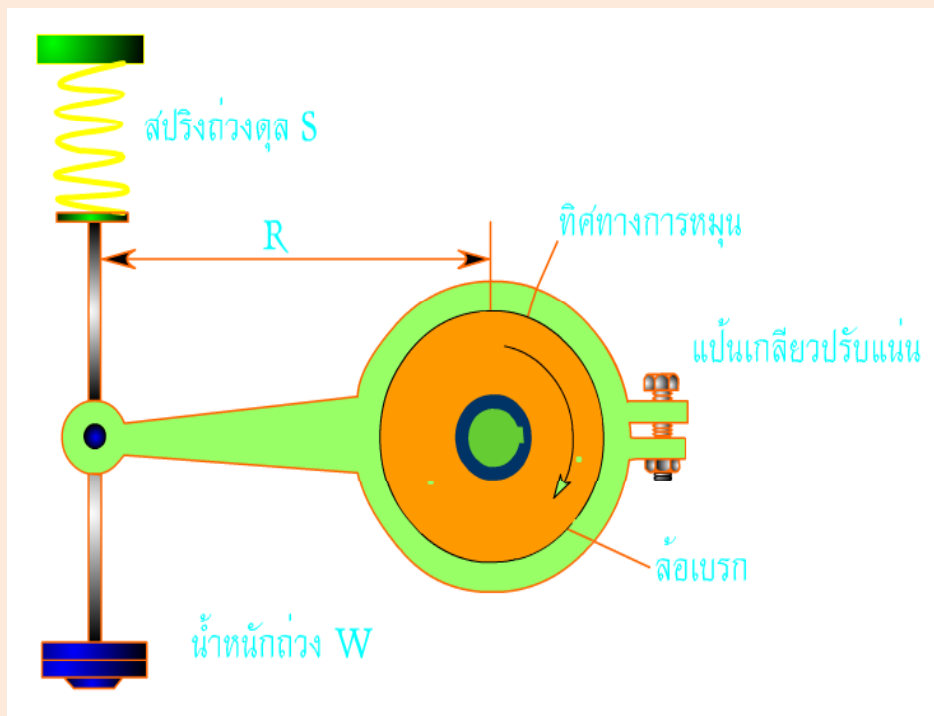 สปริงถ่วงดุล S
R
ทิศทางการหมุน
แป้นเกลียวปรับแน่น
ล้อเบรก
น้ำหนักถ่วง W